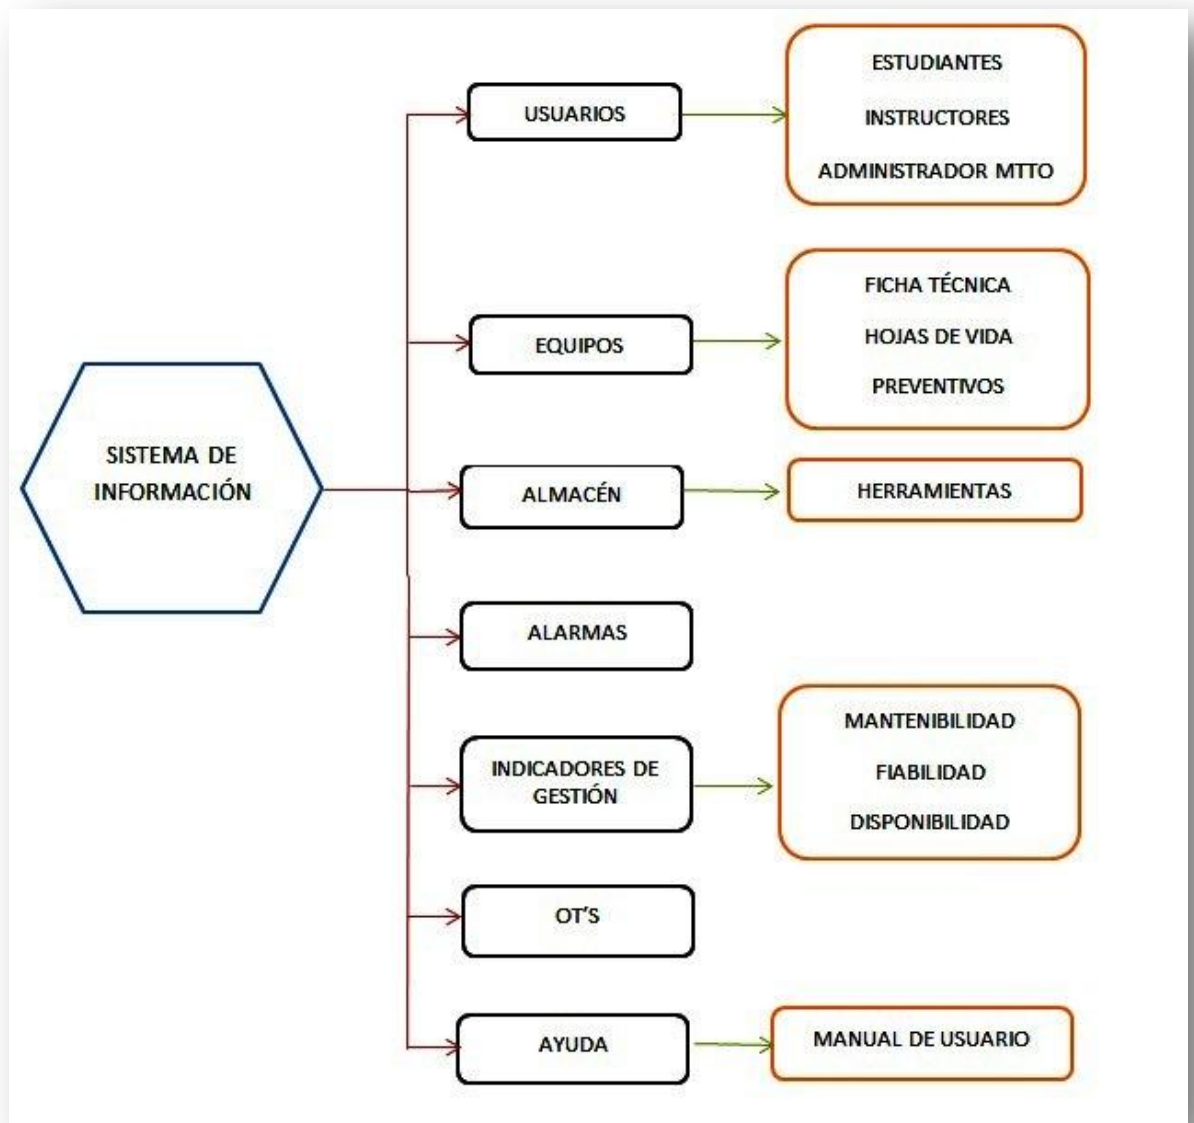 USUARIOS
ESTUDIANTES
INSTRUCTORES
ADMINISTRADOR MTTO
EQUIPOS
FICHA TÉCNICA
HOJAS DE VIDA
PREVENTIVOS
SISTEMA DE
INFORMACIÓN
ALMACÉN
HERRAMIENTAS
ALARMAS
INDICADORES DE
GESTIÓN
MANTENIBILIDAD
FIABILIDAD
DISPONIBILIDAD
OT'S
AYUDA
MANUAL DE USUARIO